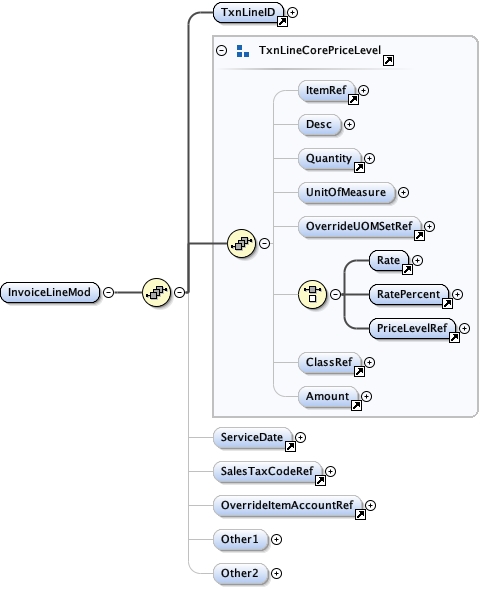 TxnLineID
TxnLineCorePriceLevel
ItemRef
Desc
Quantity
UnitOfMeasure
OverrideUOMSetRef
Rate
InvoiceLineMod
RatePercent
PriceLevelRef
ClassRef
Amount
ServiceDate
SalesTaxCodeRef
OverrideItemAccountRef
Other1
Other2